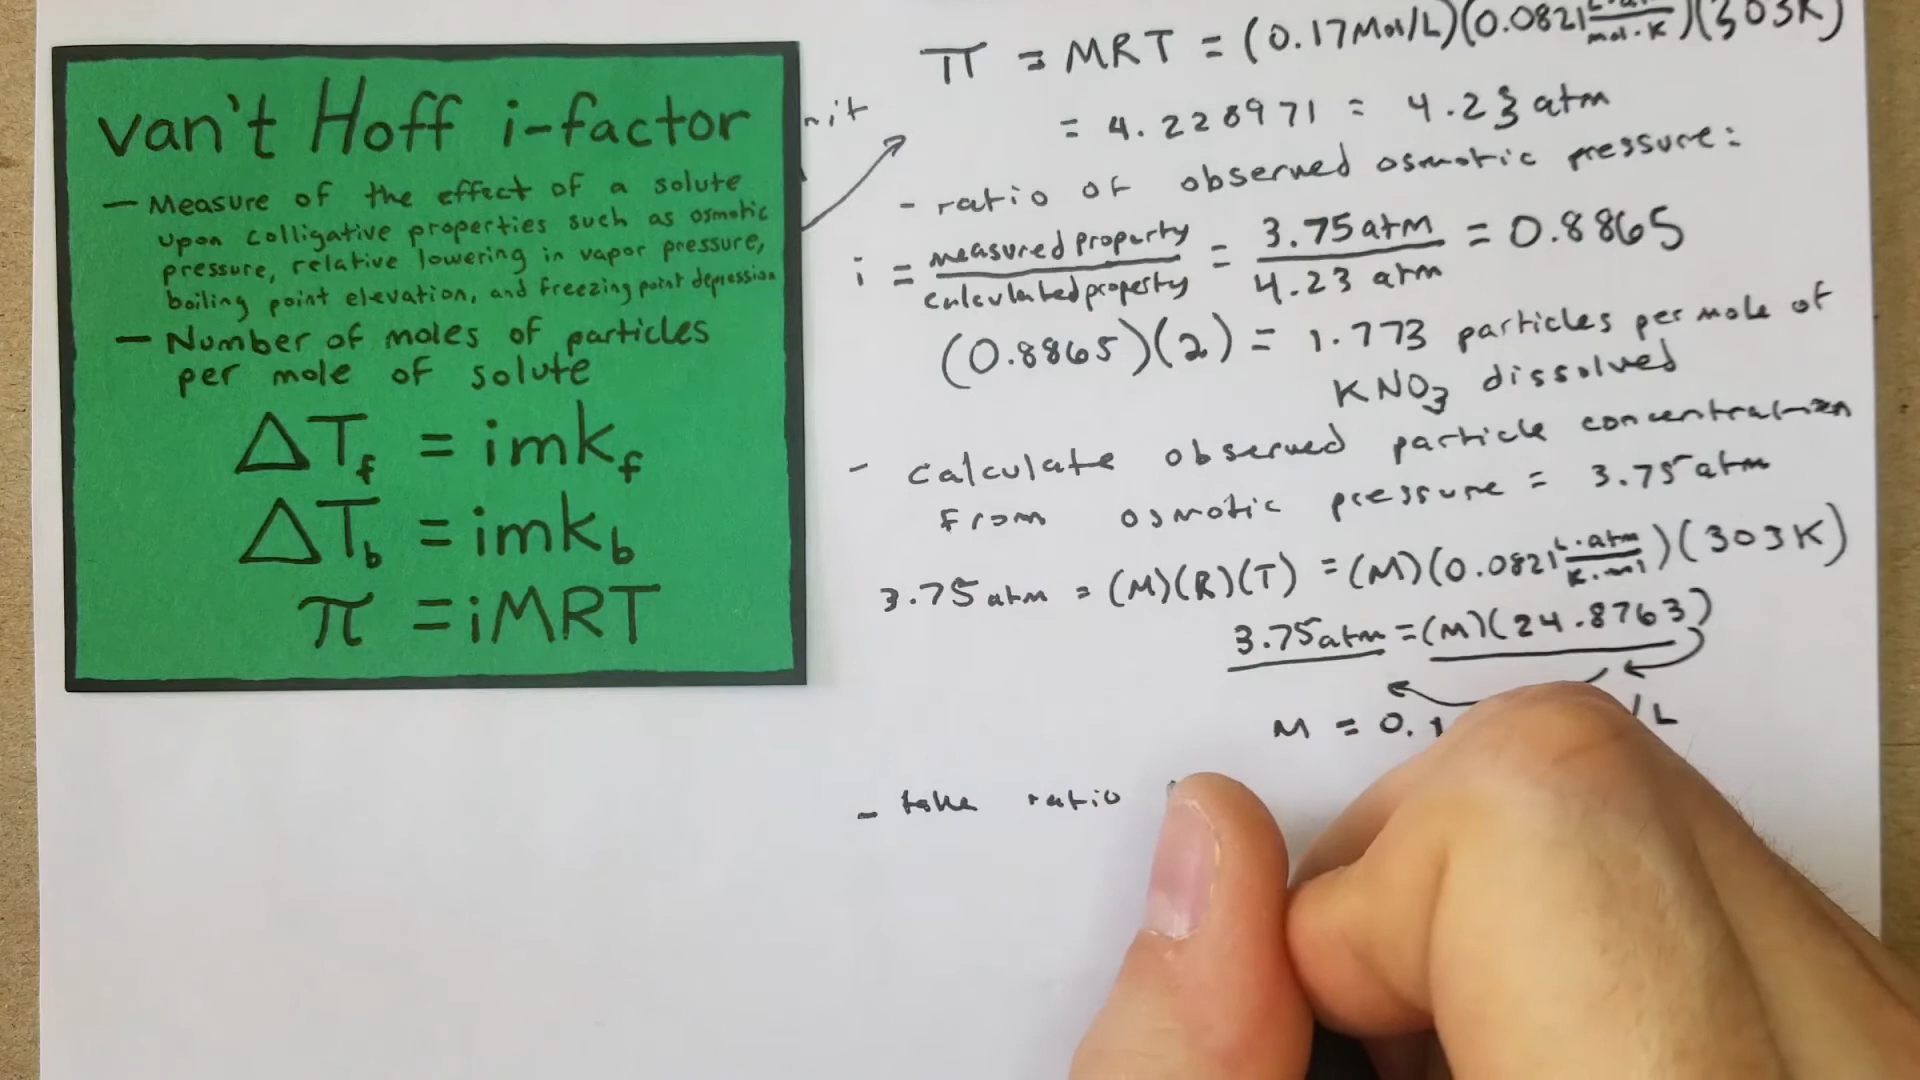 van't Hoff i-factor
— Measure of the effect of a solute
upon colligative properties such as osmotic
pressure, relative lowering in vapor pressure,
boiling point elevation, and freezing point depression
— Number of moles of particles
per mole of solute
ΔTf = imkf
ΔTb = imkb
π = iMRT
π = MRT = (0.17 Mol/L)(0.0821 L·atm/mol·K)(303K)
= 4.228971 = 4.23 atm
- ratio of observed osmotic pressure:
i = measured property/calculated property = 3.75 atm/4.23 atm = 0.8865
(0.8865)(2) = 1.773 particles per mole of
KNO3 dissolved
- calculate observed particle concentration
from osmotic pressure = 3.75 atm
3.75 atm = (M)(R)(T) = (M)(0.0821 L·atm/K·ml)(303K)
3.75 atm = (M)(24.8763)
M = 0.1 /L
- take ratio